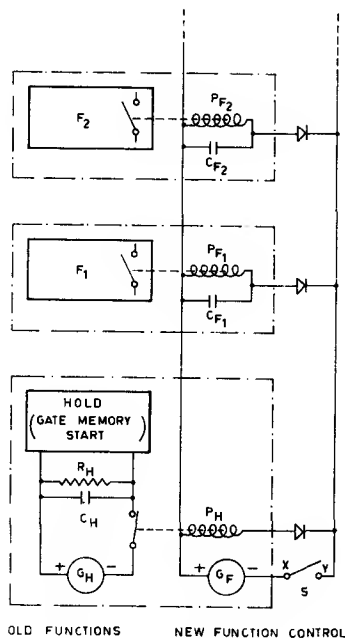 F2
PF2
CF2
F1
PF1
CF1
HOLD
(GATE MEMORY
START)
RH
CH
PH
+ GH −
+ GF −
X Y
S
OLD FUNCTIONS NEW FUNCTION CONTROL